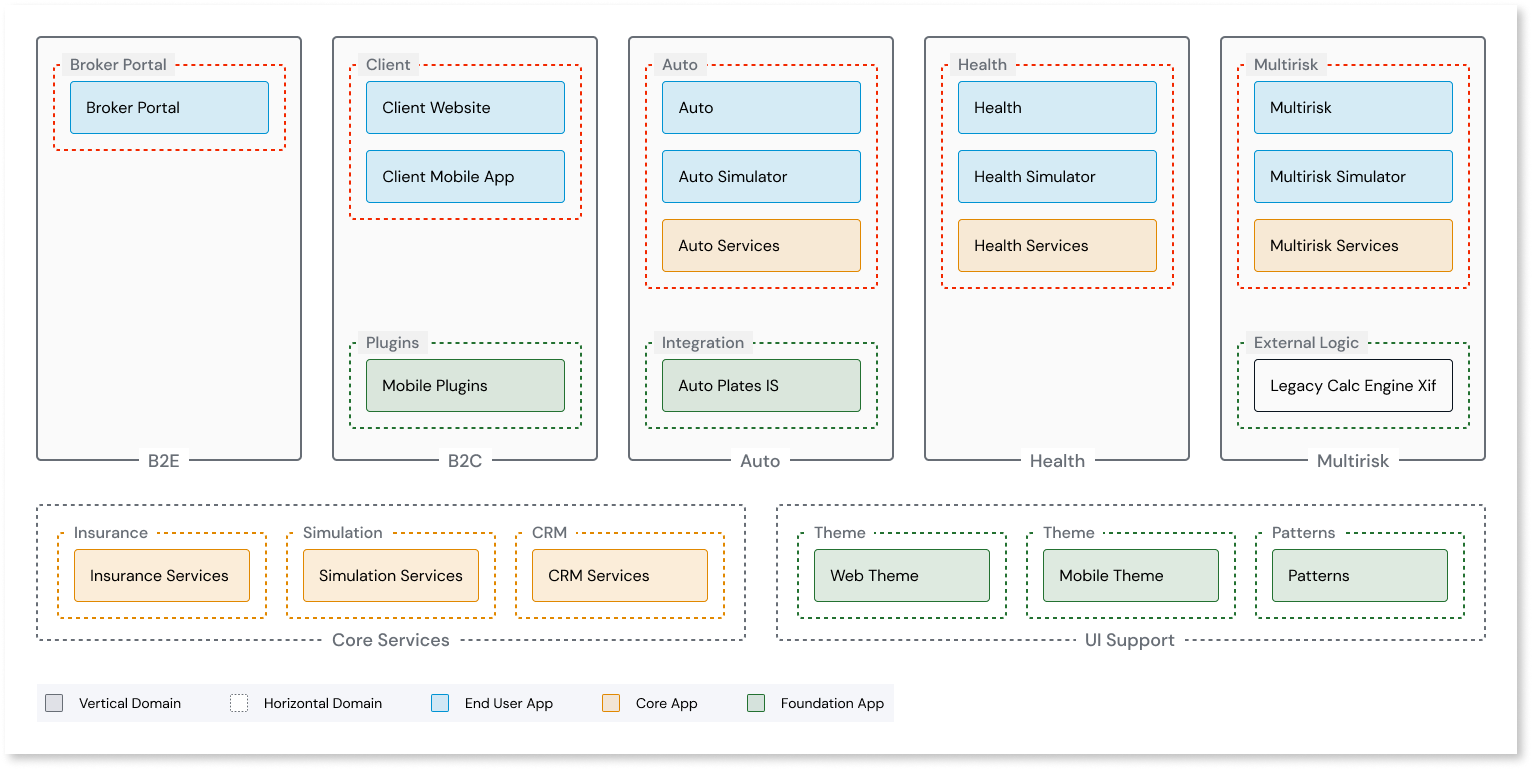 Broker Portal
Broker Portal
B2E
Client
Client Website
Client Mobile App
Plugins
Mobile Plugins
B2C
Auto
Auto
Auto Simulator
Auto Services
Integration
Auto Plates IS
Auto
Health
Health
Health Simulator
Health Services
Health
Multirisk
Multirisk
Multirisk Simulator
Multirisk Services
External Logic
Legacy Calc Engine Xif
Multirisk
Insurance
Insurance Services
Simulation
Simulation Services
CRM
CRM Services
Core Services
Theme
Web Theme
Theme
Mobile Theme
Patterns
Patterns
UI Support
Vertical Domain
Horizontal Domain
End User App
Core App
Foundation App